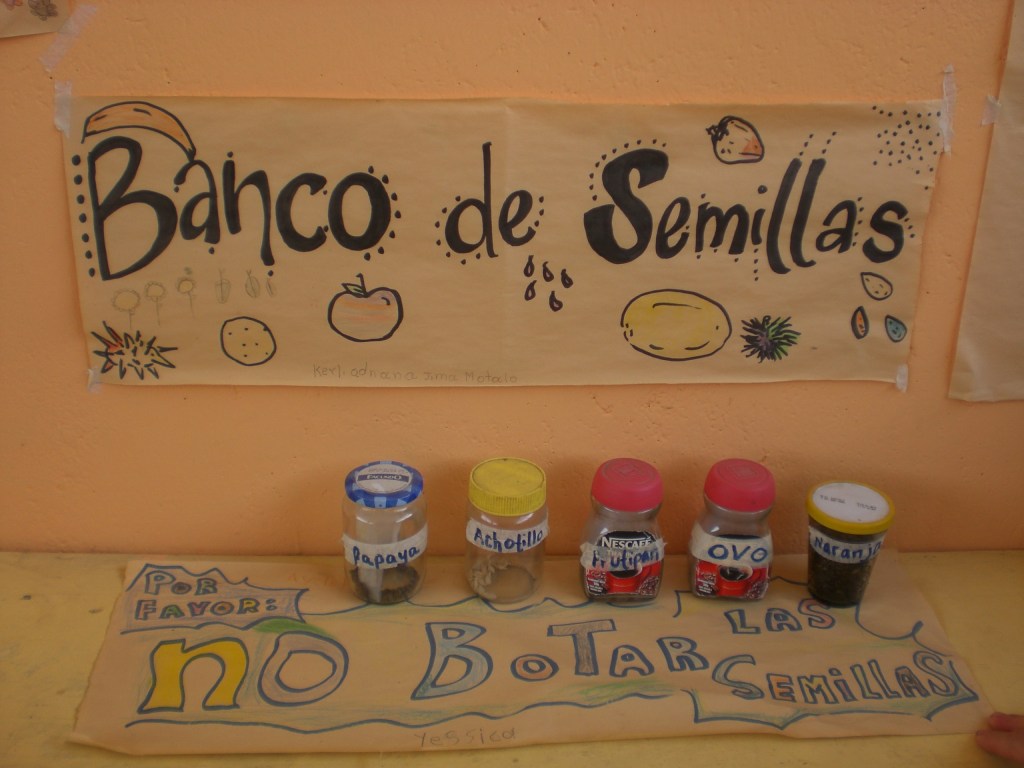 Banco de Semillas
Papaya
Achotillo
NESCAFÉ
Frutipan
OVO
Naranja
POR
FAVOR:
nO BOTAR LAS
SEMILLAS
Yessica